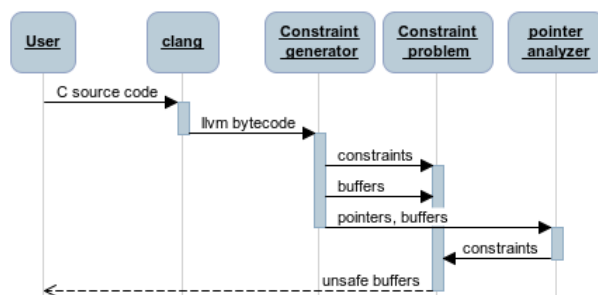 User
clang
Constraint
generator
Constraint
problem
pointer
analyzer
C source code
llvm bytecode
constraints
buffers
pointers, buffers
constraints
unsafe buffers